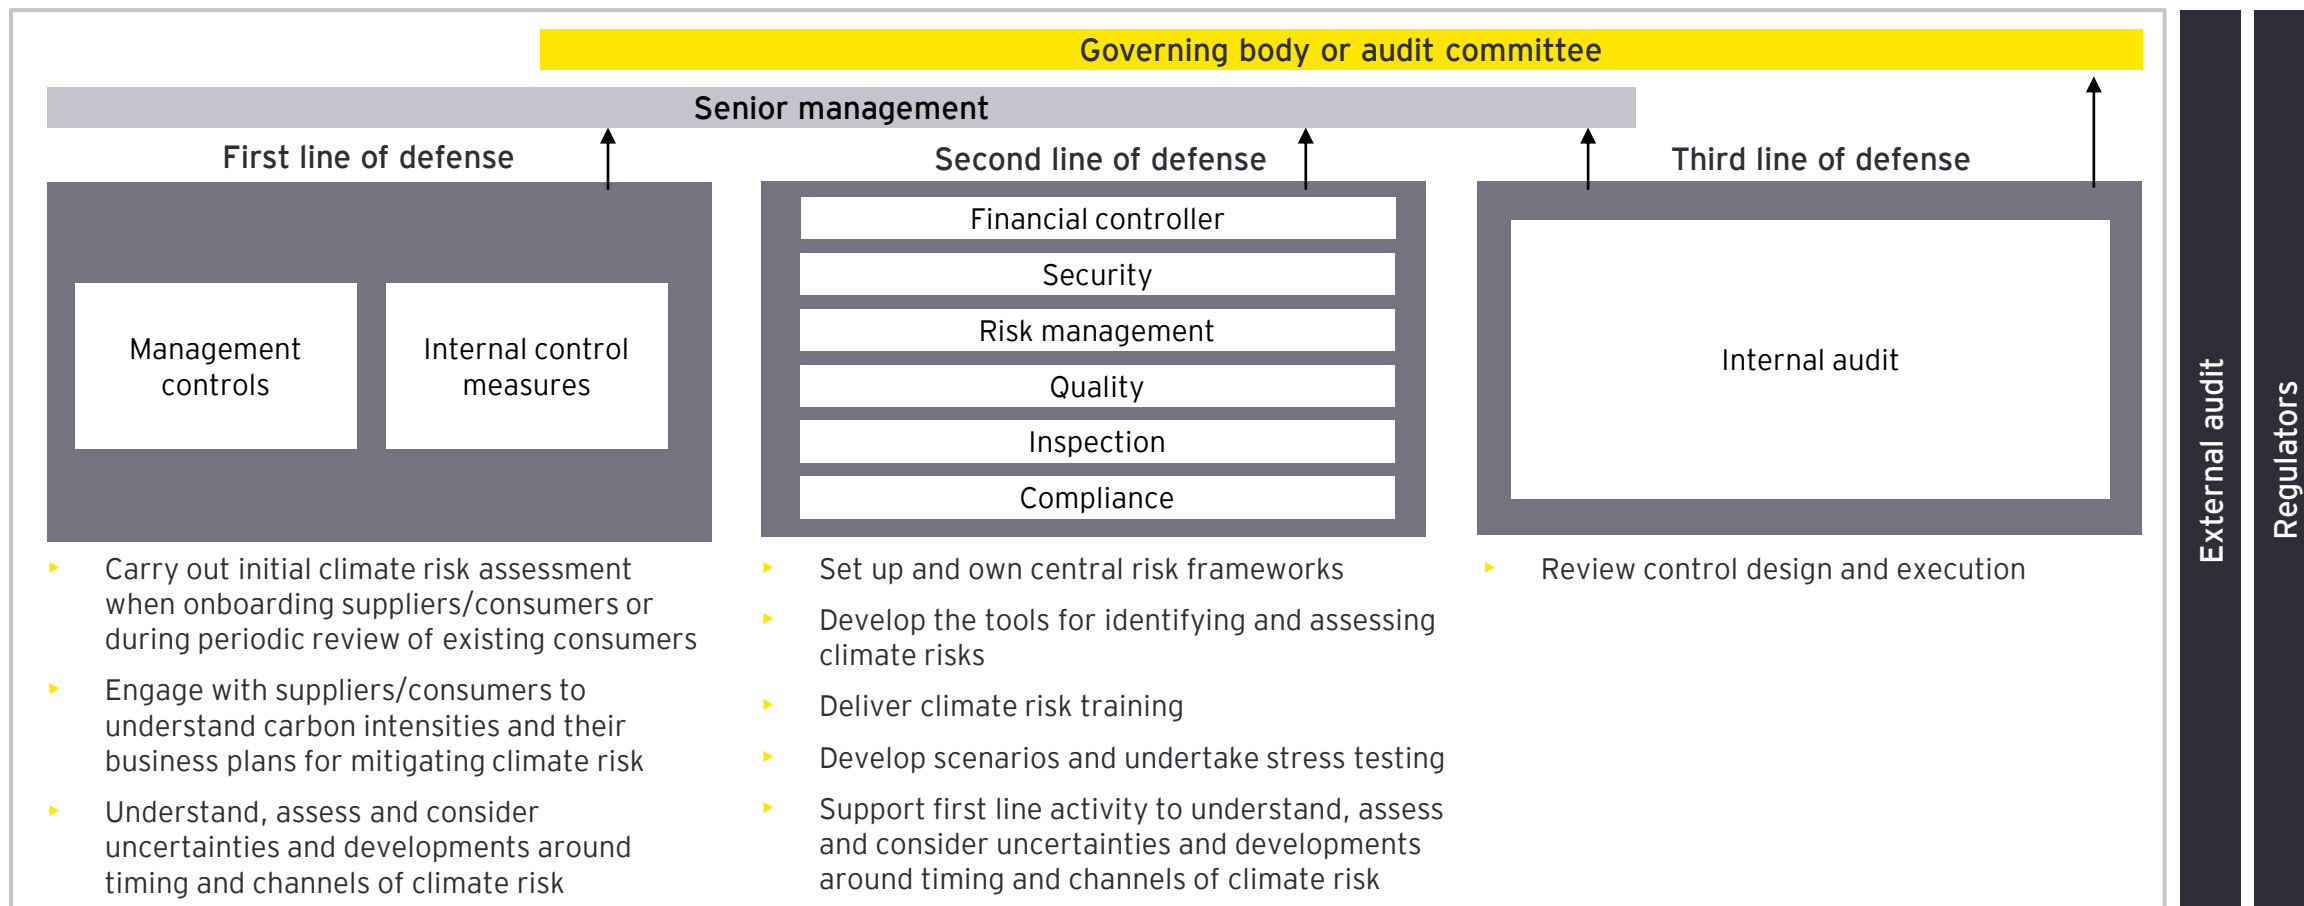 Governing body or audit committee
Senior management
First line of defense
Management
controls
Internal control
measures
▸ Carry out initial climate risk assessment
when onboarding suppliers/consumers or
during periodic review of existing consumers
▸ Engage with suppliers/consumers to
understand carbon intensities and their
business plans for mitigating climate risk
▸ Understand, assess and consider
uncertainties and developments around
timing and channels of climate risk
Second line of defense
Financial controller
Security
Risk management
Quality
Inspection
Compliance
▸ Set up and own central risk frameworks
▸ Develop the tools for identifying and assessing
climate risks
▸ Deliver climate risk training
▸ Develop scenarios and undertake stress testing
▸ Support first line activity to understand, assess
and consider uncertainties and developments
around timing and channels of climate risk
Third line of defense
Internal audit
▸ Review control design and execution
External audit
Regulators